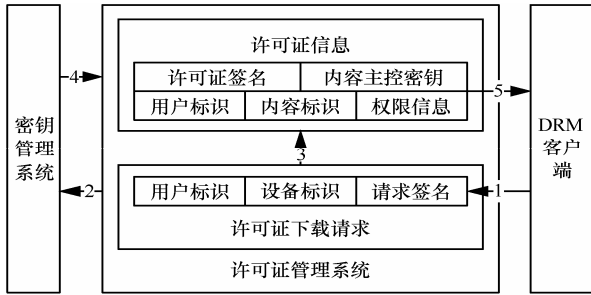 许可证信息
4
许可证签名 内容主控密钥
5
用户标识 内容标识 权限信息
密钥
管理
系统
DRM
客户
端
3
2
用户标识 设备标识 请求签名
1
许可证下载请求
许可证管理系统